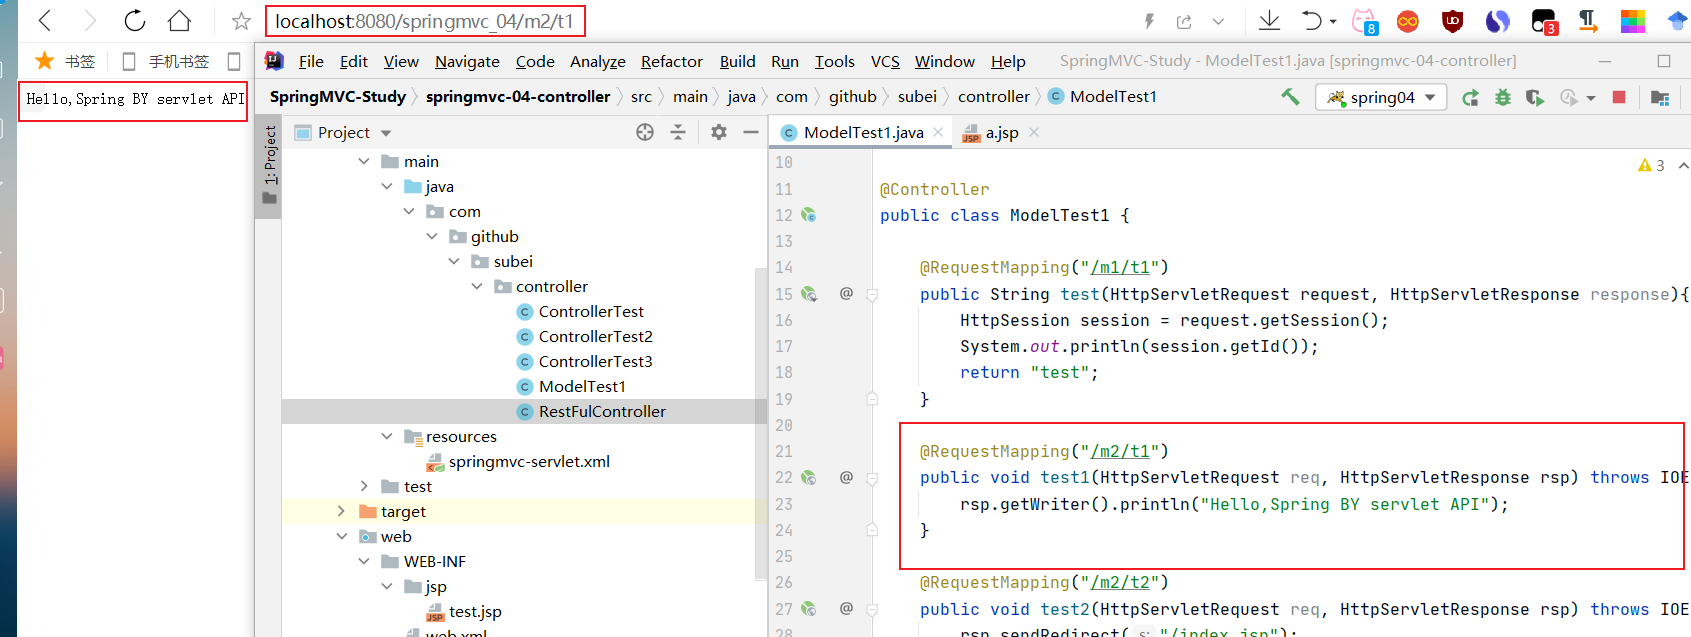 localhost:8080/springmvc_04/m2/t1
8
UO
3
书签
手机书签
Hello,Spring BY servlet API
File Edit View Navigate Code Analyze Refactor Build Run Tools VCS Window Help
SpringMVC-Study - ModelTest1.java [springmvc-04-controller]
SpringMVC-Study springmvc-04-controller src main java com github subei controller ModelTest1
spring04
1: Project
Project
main
java
com
github
subei
controller
ControllerTest
ControllerTest2
ControllerTest3
ModelTest1
RestFulController
resources
springmvc-servlet.xml
test
target
web
WEB-INF
jsp
test.jsp
web.xml
ModelTest1.java
a.jsp
3
10
11 @Controller
12 public class ModelTest1 {
13
14 @RequestMapping("/m1/t1")
15 @ public String test(HttpServletRequest request, HttpServletResponse response){
16 HttpSession session = request.getSession();
17 System.out.println(session.getId());
18 return "test";
19 }
20
21 @RequestMapping("/m2/t1")
22 @ public void test1(HttpServletRequest req, HttpServletResponse rsp) throws IOE
23 rsp.getWriter().println("Hello,Spring BY servlet API");
24 }
25
26 @RequestMapping("/m2/t2")
27 @ public void test2(HttpServletRequest req, HttpServletResponse rsp) throws IOE
28 rsp.sendRedirect( s: "/index.jsp");